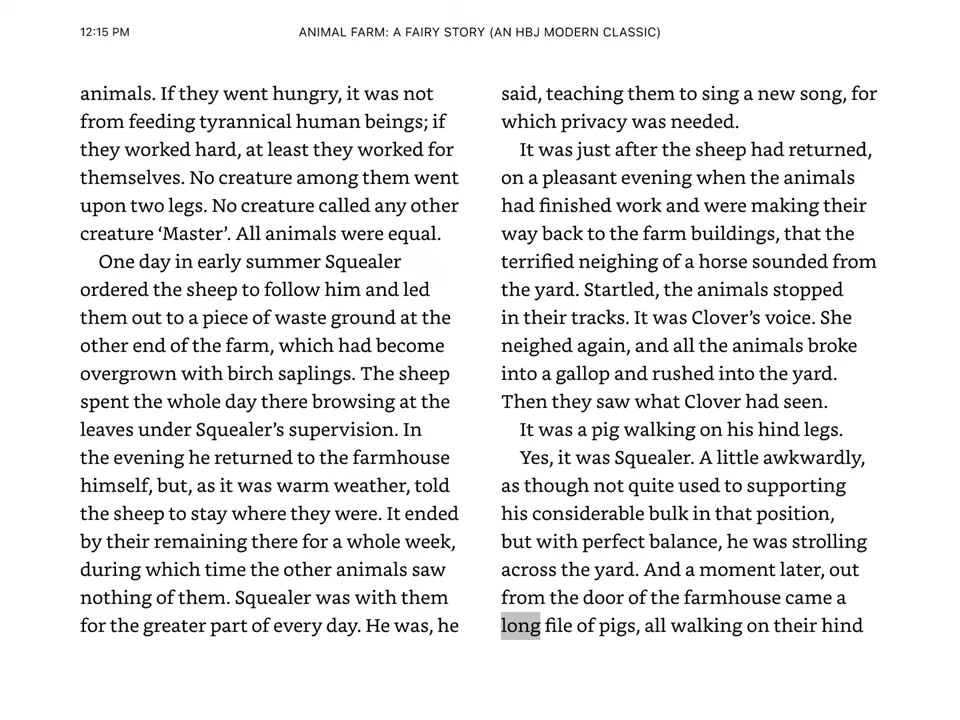 12:15 PM
ANIMAL FARM: A FAIRY STORY (AN HBJ MODERN CLASSIC)
animals. If they went hungry, it was not
from feeding tyrannical human beings; if
they worked hard, at least they worked for
themselves. No creature among them went
upon two legs. No creature called any other
creature ‘Master’. All animals were equal.
One day in early summer Squealer
ordered the sheep to follow him and led
them out to a piece of waste ground at the
other end of the farm, which had become
overgrown with birch saplings. The sheep
spent the whole day there browsing at the
leaves under Squealer’s supervision. In
the evening he returned to the farmhouse
himself, but, as it was warm weather, told
the sheep to stay where they were. It ended
by their remaining there for a whole week,
during which time the other animals saw
nothing of them. Squealer was with them
for the greater part of every day. He was, he
said, teaching them to sing a new song, for
which privacy was needed.
It was just after the sheep had returned,
on a pleasant evening when the animals
had finished work and were making their
way back to the farm buildings, that the
terrified neighing of a horse sounded from
the yard. Startled, the animals stopped
in their tracks. It was Clover’s voice. She
neighed again, and all the animals broke
into a gallop and rushed into the yard.
Then they saw what Clover had seen.
It was a pig walking on his hind legs.
Yes, it was Squealer. A little awkwardly,
as though not quite used to supporting
his considerable bulk in that position,
but with perfect balance, he was strolling
across the yard. And a moment later, out
from the door of the farmhouse came a
long file of pigs, all walking on their hind